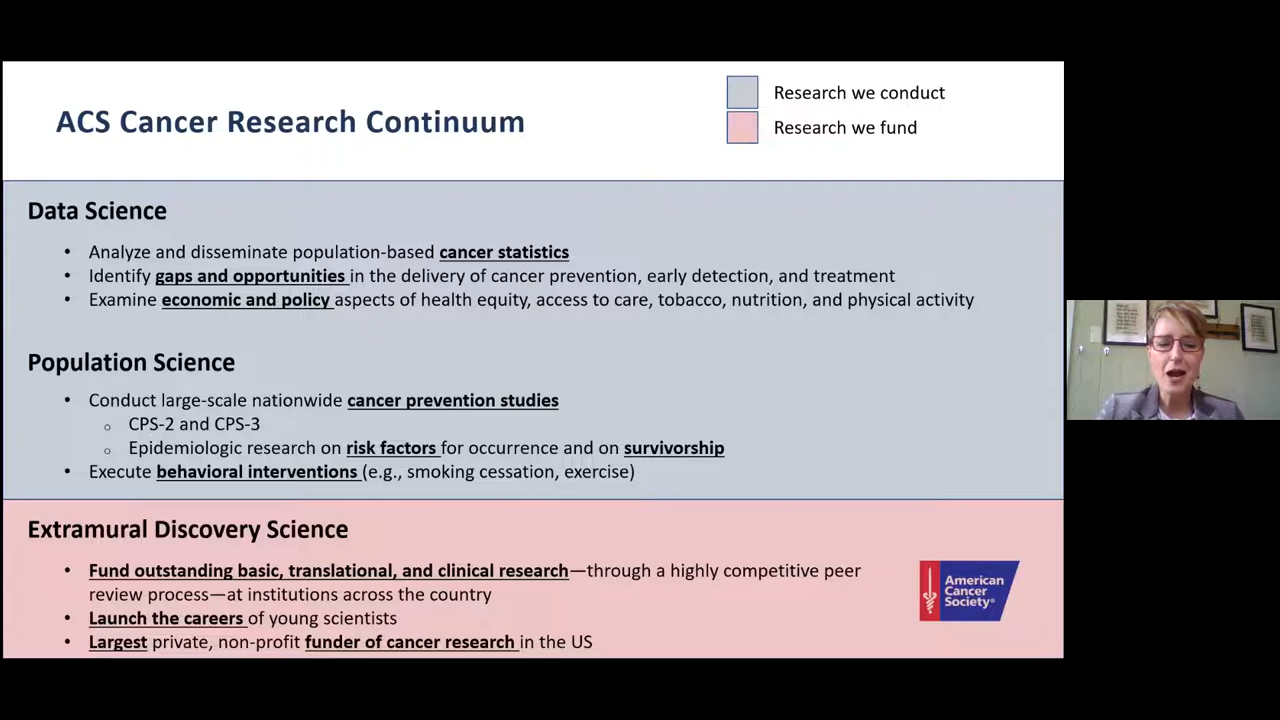 ACS Cancer Research Continuum
Research we conduct
Research we fund
Data Science
• Analyze and disseminate population-based cancer statistics
• Identify gaps and opportunities in the delivery of cancer prevention, early detection, and treatment
• Examine economic and policy aspects of health equity, access to care, tobacco, nutrition, and physical activity
Population Science
• Conduct large-scale nationwide cancer prevention studies
○ CPS-2 and CPS-3
○ Epidemiologic research on risk factors for occurrence and on survivorship
• Execute behavioral interventions (e.g., smoking cessation, exercise)
Extramural Discovery Science
• Fund outstanding basic, translational, and clinical research—through a highly competitive peer
review process—at institutions across the country
• Launch the careers of young scientists
• Largest private, non-profit funder of cancer research in the US
American
Cancer
Society®